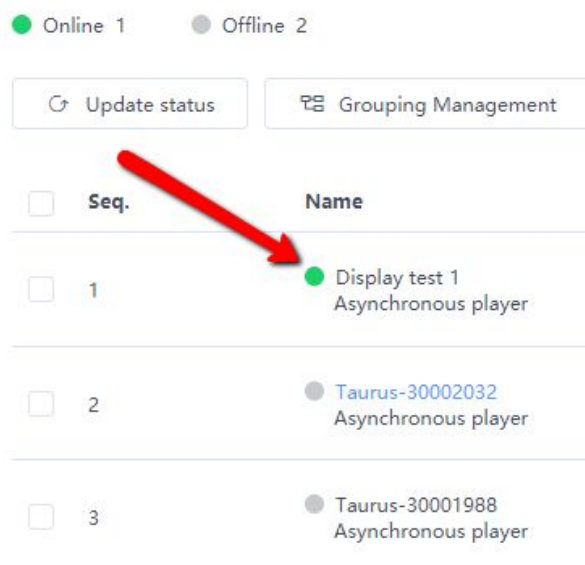 Online 1 Offline 2
Update status Grouping Management
Seq. Name
1 Display test 1
Asynchronous player
2 Taurus-30002032
Asynchronous player
3 Taurus-30001988
Asynchronous player